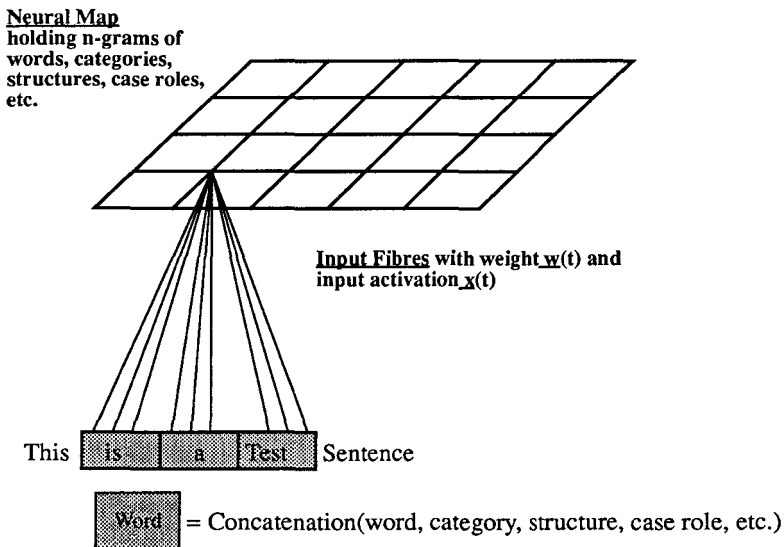 Neural Map
holding n-grams of
words, categories,
structures, case roles,
etc.
Input Fibres with weight w(t) and
input activation x(t)
This is a Test Sentence
Word = Concatenation(word, category, structure, case role, etc.)